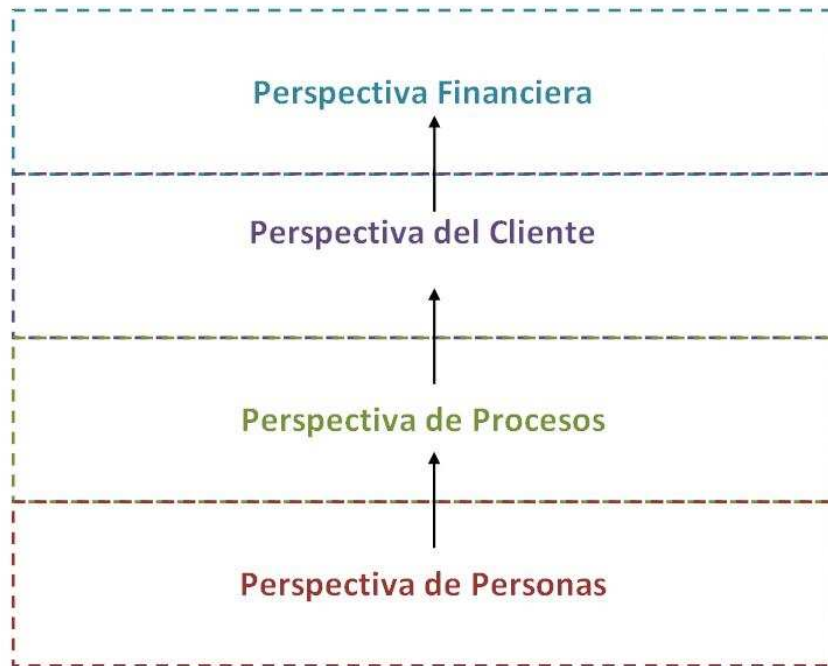 Perspectiva Financiera
Perspectiva del Cliente
Perspectiva de Procesos
Perspectiva de Personas